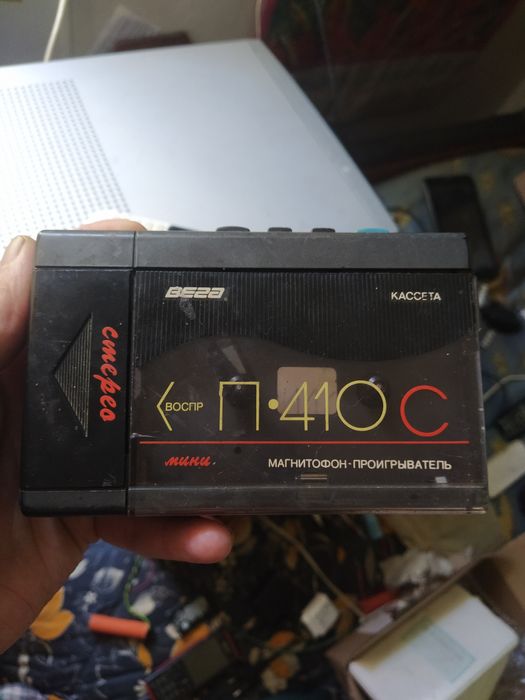 Вега
КАССЕТА
стерео
ВОСПР П·410 С
мини
МАГНИТОФОН-ПРОИГРЫВАТЕЛЬ